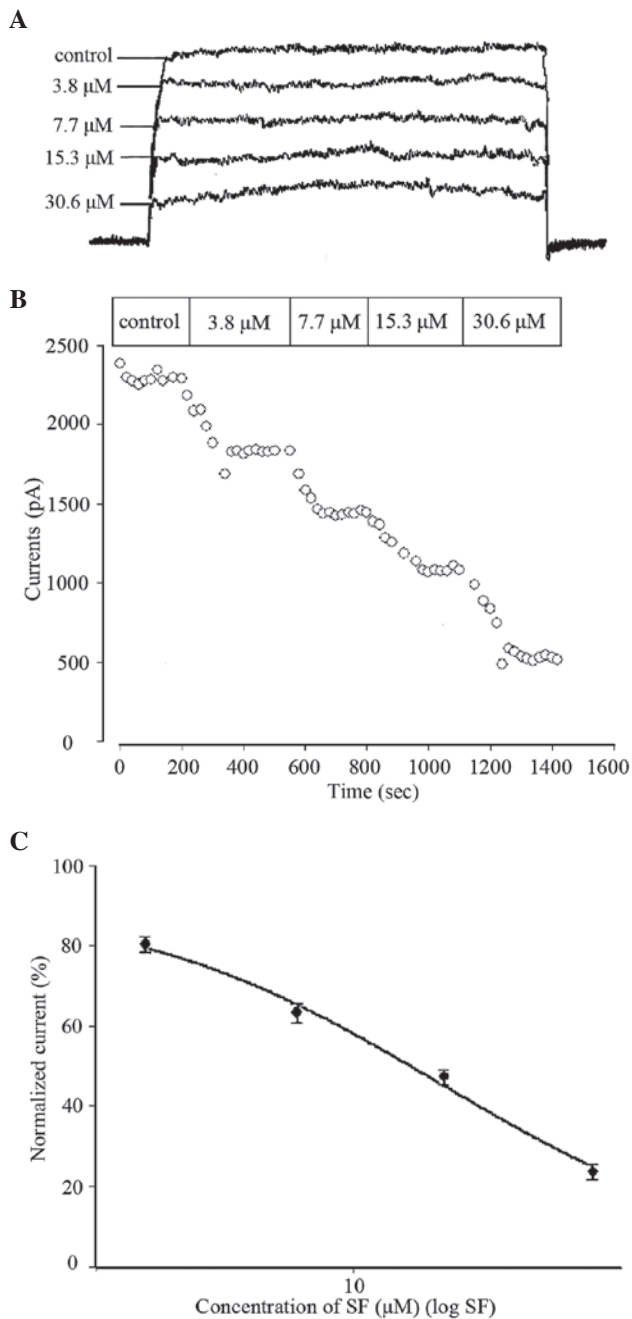 A
control
3.8 μM
7.7 μM
15.3 μM
30.6 μM
B
control 3.8 μM 7.7 μM 15.3 μM 30.6 μM
2500
2000
1500
1000
500
0
Currents (pA)
0 200 400 600 800 1000 1200 1400 1600
Time (sec)
C
100
80
60
40
20
0
Normalized current (%)
10
Concentration of SF (μM) (log SF)